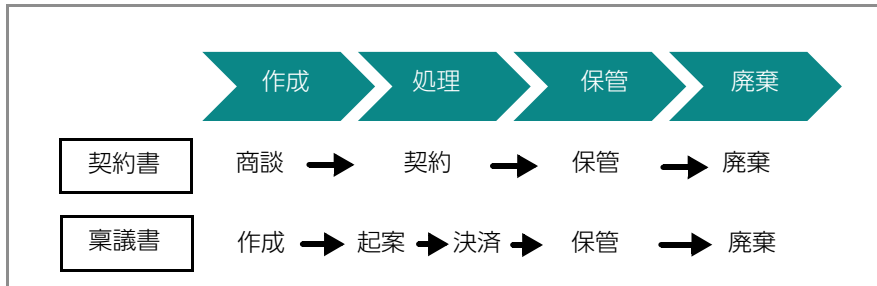 作成 処理 保管 廃棄
契約書 商談 契約 保管 廃棄
稟議書 作成 起案 決済 保管 廃棄